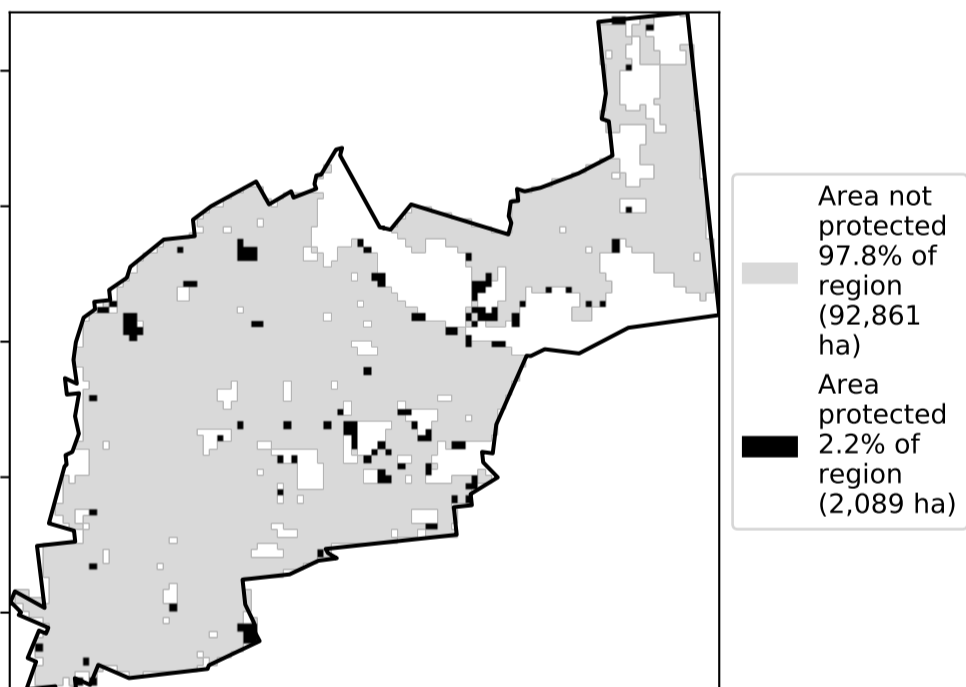 Area not
protected
97.8% of
region
(92,861
ha)
Area
protected
2.2% of
region
(2,089 ha)